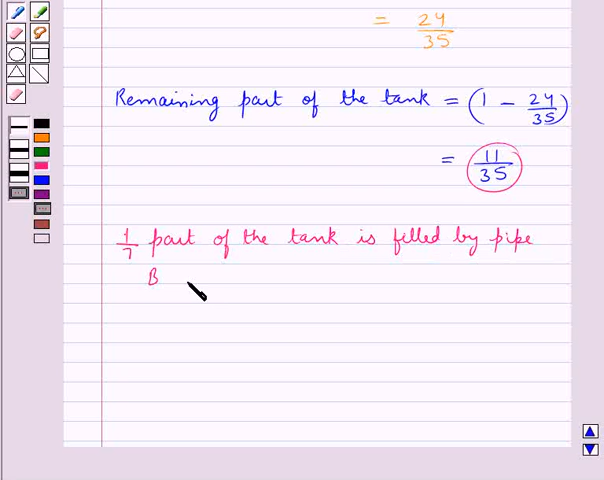 = 24/35
Remaining part of the tank = (1 - 24/35)
= 11/35
1/7 part of the tank is filled by pipe
B